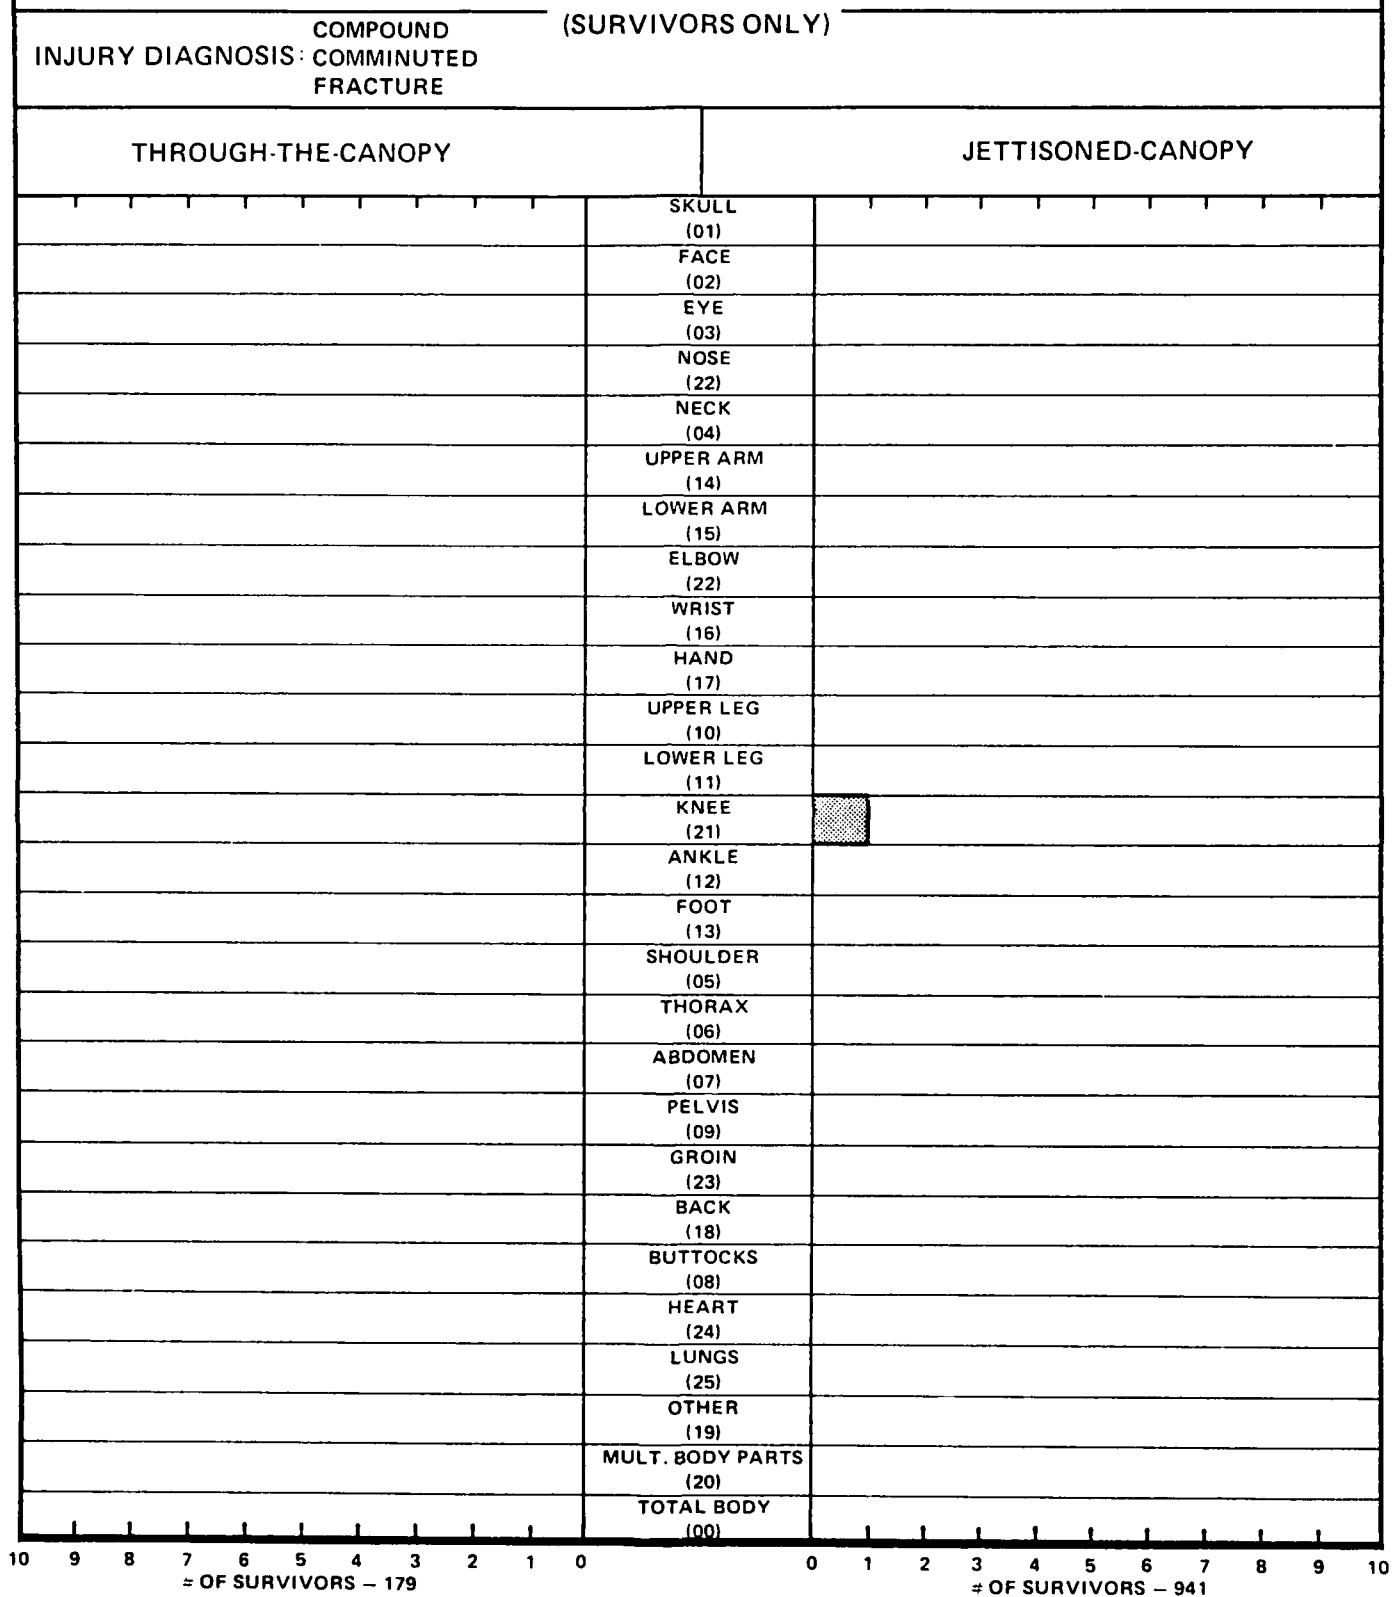 (SURVIVORS ONLY)
INJURY DIAGNOSIS: COMPOUND
COMMINUTED
FRACTURE
THROUGH-THE-CANOPY
JETTISONED-CANOPY
SKULL
(01)
FACE
(02)
EYE
(03)
NOSE
(22)
NECK
(04)
UPPER ARM
(14)
LOWER ARM
(15)
ELBOW
(22)
WRIST
(16)
HAND
(17)
UPPER LEG
(10)
LOWER LEG
(11)
KNEE
(21)
ANKLE
(12)
FOOT
(13)
SHOULDER
(05)
THORAX
(06)
ABDOMEN
(07)
PELVIS
(09)
GROIN
(23)
BACK
(18)
BUTTOCKS
(08)
HEART
(24)
LUNGS
(25)
OTHER
(19)
MULT. BODY PARTS
(20)
TOTAL BODY
(00)
10 9 8 7 6 5 4 3 2 1 0
0 1 2 3 4 5 6 7 8 9 10
# OF SURVIVORS – 179
# OF SURVIVORS – 941